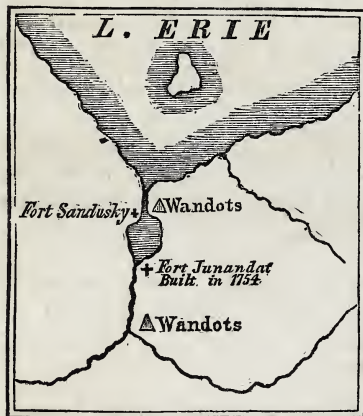 L. ERIE
Fort Sandusky
Wandots
Fort Junandat
Built in 1754
Wandots